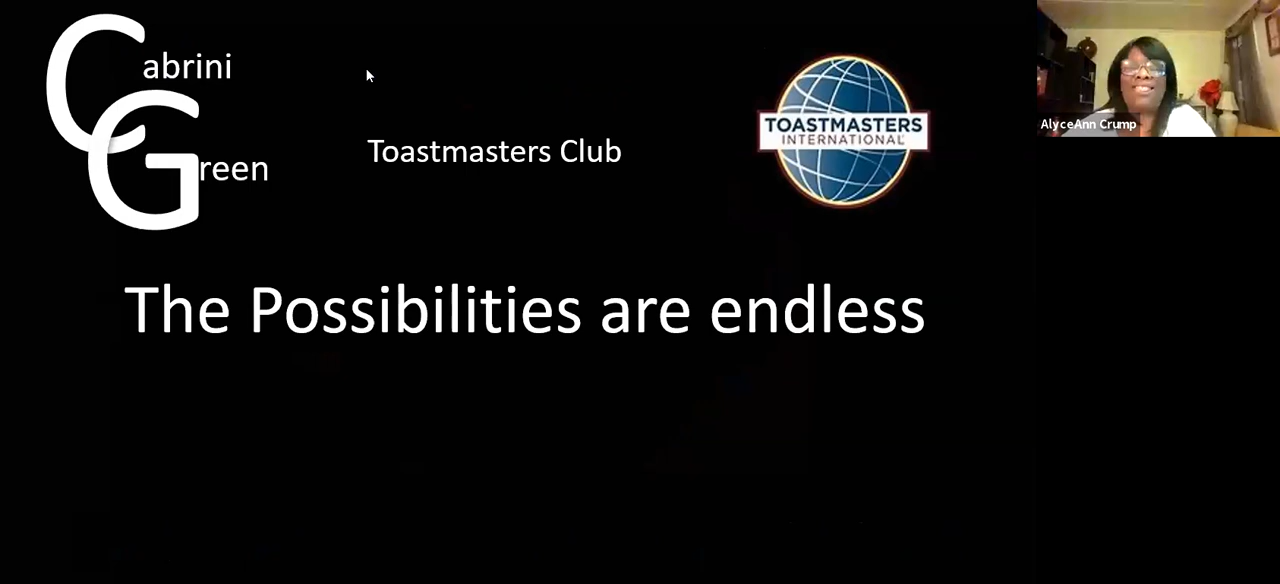 Cabrini
Green
Toastmasters Club
TOASTMASTERS
INTERNATIONAL
AlyceAnn Crump
The Possibilities are endless